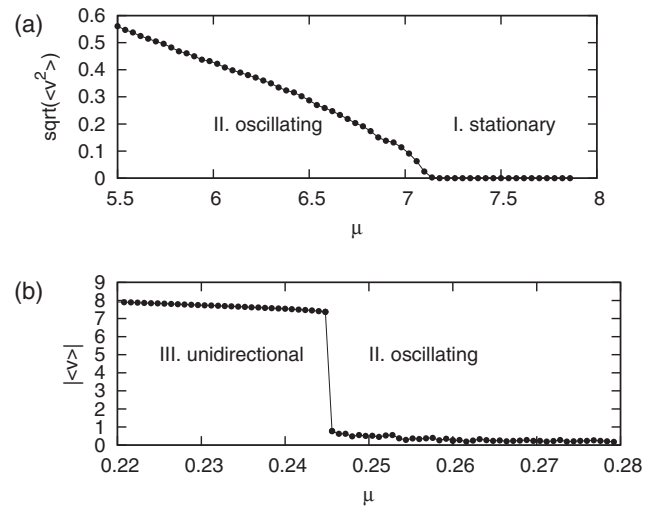 (a)
0.6
0.5
0.4
0.3
0.2
0.1
0
sqrt(<v²>)
II. oscillating
I. stationary
5.5 6 6.5 7 7.5 8
μ
(b)
9
8
7
6
5
4
3
2
1
0
|<v>|
III. unidirectional
II. oscillating
0.22 0.23 0.24 0.25 0.26 0.27 0.28
μ